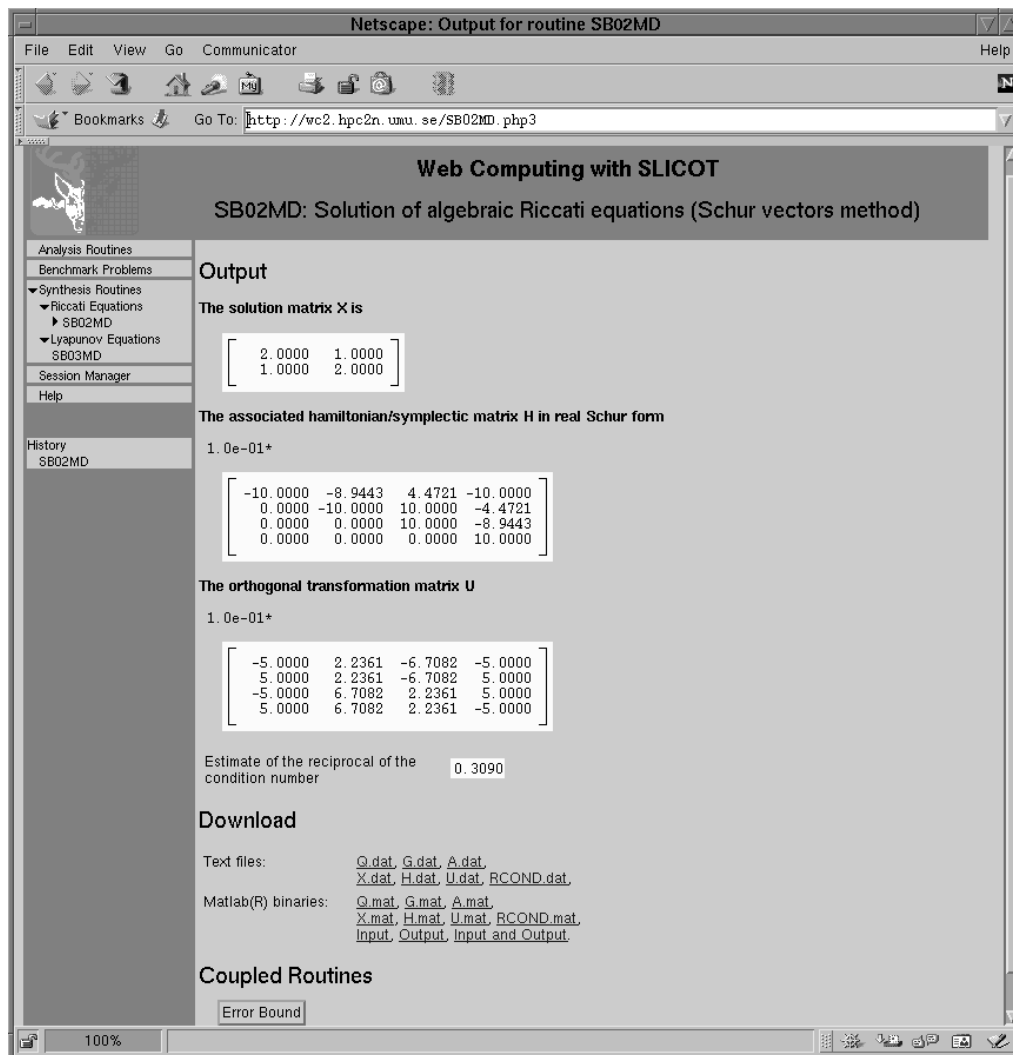 Netscape: Output for routine SB02MD
File Edit View Go Communicator Help
My
N
Bookmarks Go To: http://wc2.hpc2n.umu.se/SB02MD.php3
Web Computing with SLICOT
SB02MD: Solution of algebraic Riccati equations (Schur vectors method)
Analysis Routines
Benchmark Problems
Synthesis Routines
Riccati Equations
SB02MD
Lyapunov Equations
SB03MD
Session Manager
Help
History
SB02MD
Output
The solution matrix X is
2.0000 1.0000
1.0000 2.0000
The associated hamiltonian/symplectic matrix H in real Schur form
1.0e-01*
-10.0000 -8.9443 4.4721 -10.0000
0.0000 -10.0000 10.0000 -4.4721
0.0000 0.0000 10.0000 -8.9443
0.0000 0.0000 0.0000 10.0000
The orthogonal transformation matrix U
1.0e-01*
-5.0000 2.2361 -6.7082 -5.0000
5.0000 2.2361 -6.7082 5.0000
-5.0000 6.7082 2.2361 5.0000
5.0000 6.7082 2.2361 -5.0000
Estimate of the reciprocal of the
condition number
0.3090
Download
Text files: Q.dat, G.dat, A.dat,
X.dat, H.dat, U.dat, RCOND.dat,
Matlab(R) binaries: Q.mat, G.mat, A.mat,
X.mat, H.mat, U.mat, RCOND.mat,
Input, Output, Input and Output.
Coupled Routines
Error Bound
100%